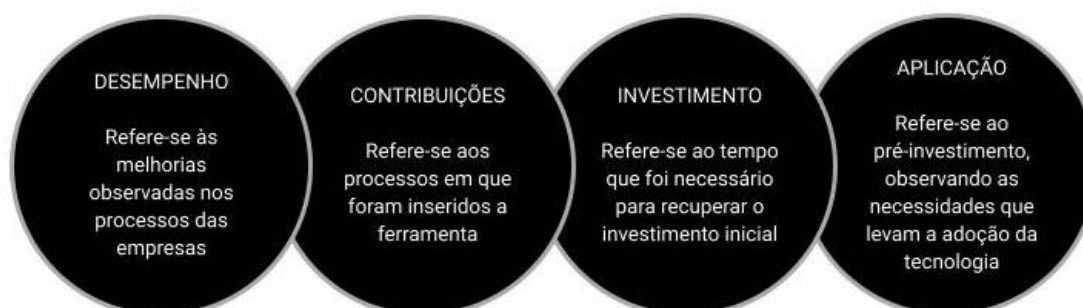 DESEMPENHO
Refere-se às
melhorias
observadas nos
processos das
empresas
CONTRIBUIÇÕES
Refere-se aos
processos em que
foram inseridos a
ferramenta
INVESTIMENTO
Refere-se ao tempo
que foi necessário
para recuperar o
investimento inicial
APLICAÇÃO
Refere-se ao
pré-investimento,
observando as
necessidades que
levam a adoção da
tecnologia